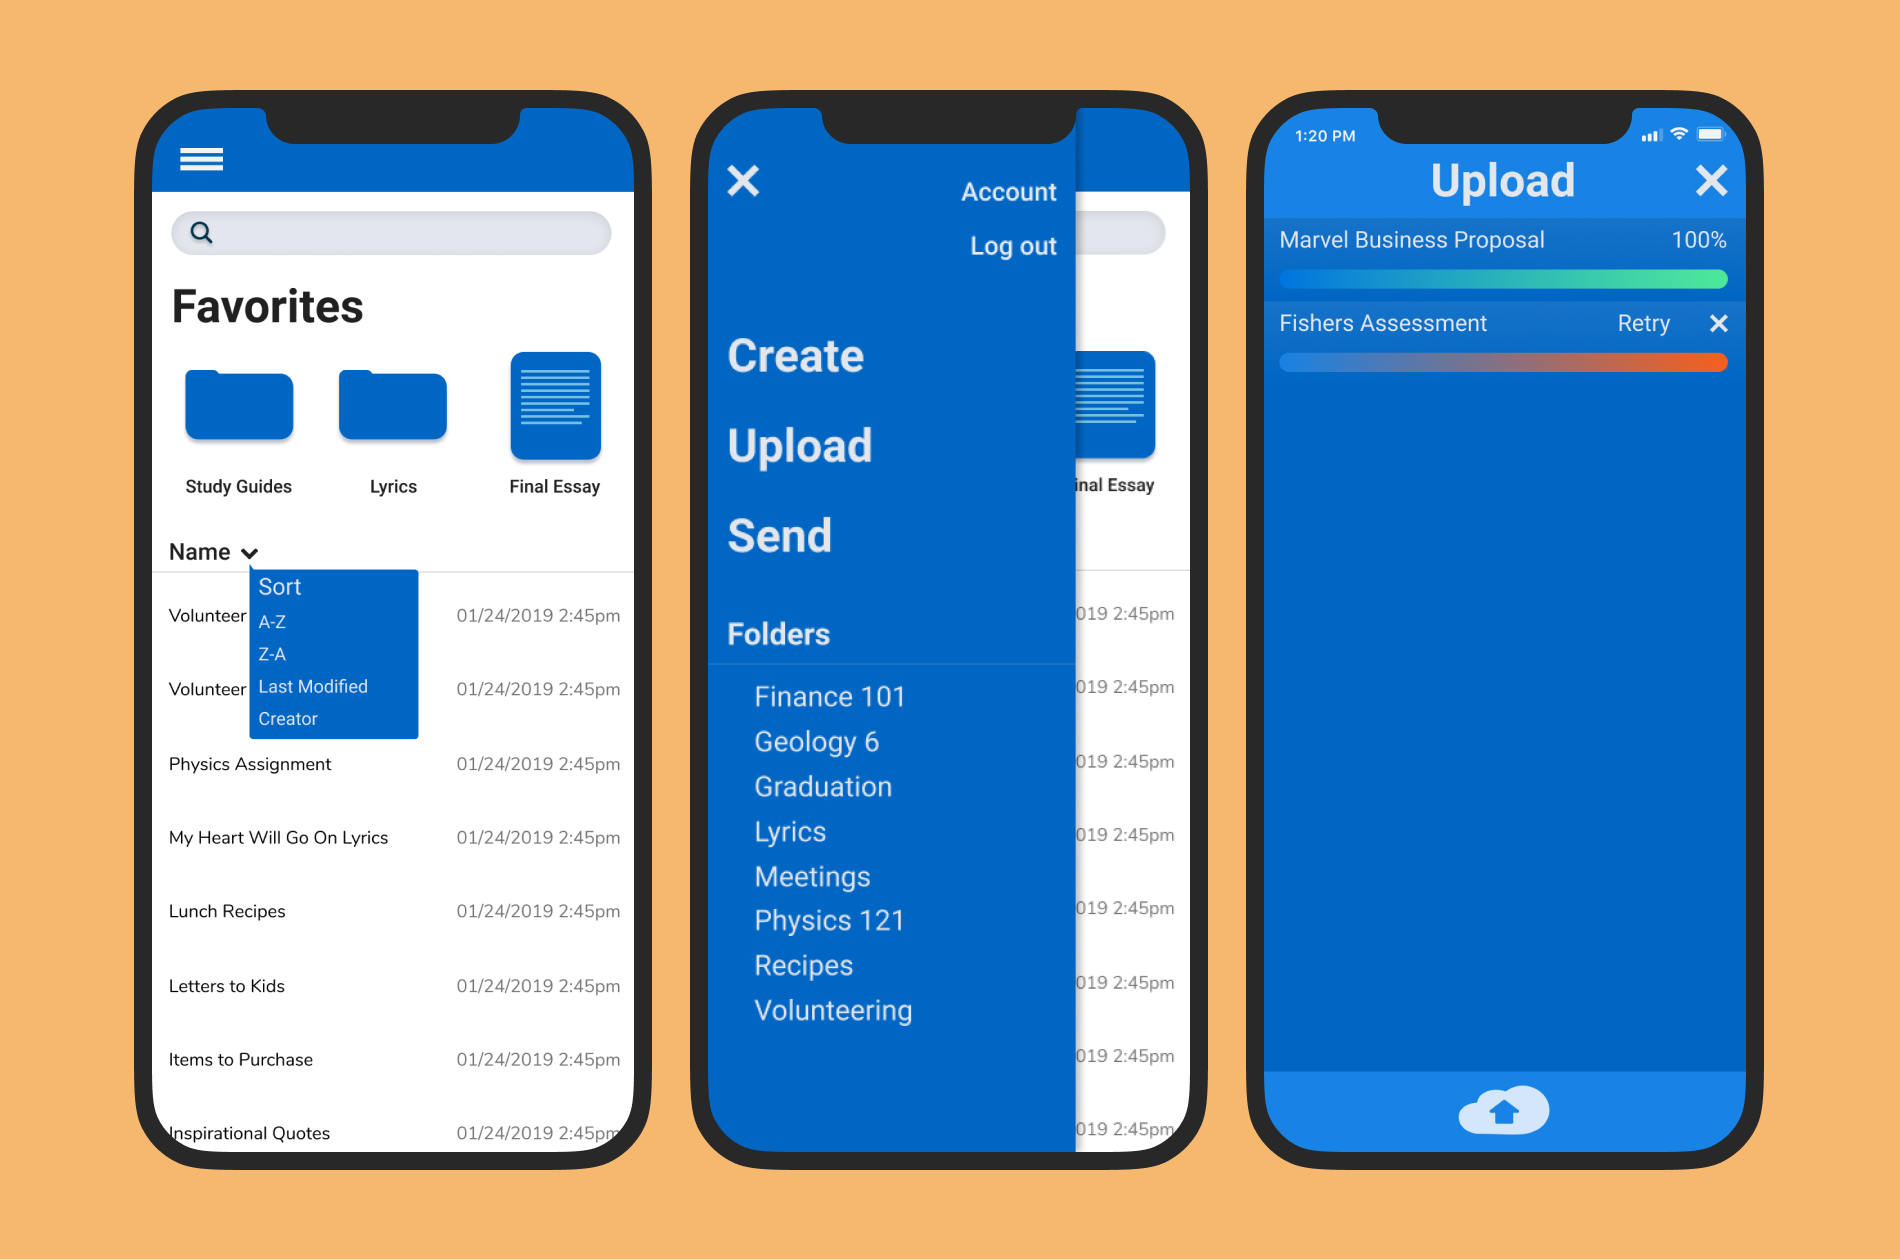 Favorites
Study Guides
Lyrics
Final Essay
Name
Sort
A-Z
Z-A
Last Modified
Creator
Volunteer
01/24/2019 2:45pm
Volunteer
01/24/2019 2:45pm
Physics Assignment
01/24/2019 2:45pm
My Heart Will Go On Lyrics
01/24/2019 2:45pm
Lunch Recipes
01/24/2019 2:45pm
Letters to Kids
01/24/2019 2:45pm
Items to Purchase
01/24/2019 2:45pm
Inspirational Quotes
01/24/2019 2:45pm
Account
Log out
Create
Upload
Send
Folders
Finance 101
Geology 6
Graduation
Lyrics
Meetings
Physics 121
Recipes
Volunteering
inal Essay
019 2:45pm
019 2:45pm
019 2:45pm
019 2:45pm
019 2:45pm
019 2:45pm
019 2:45pm
019 2:45pm
1:20 PM
Upload
Marvel Business Proposal
100%
Fishers Assessment
Retry